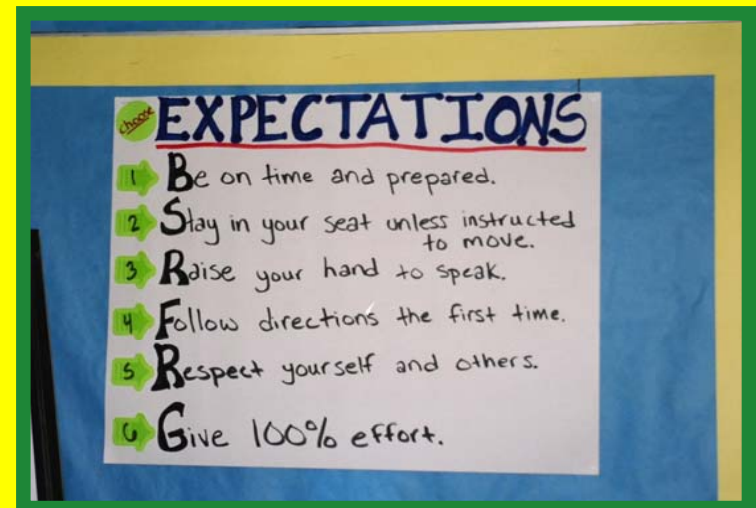 choose EXPECTATIONS
1 Be on time and prepared.
2 Stay in your seat unless instructed
to move.
3 Raise your hand to speak.
4 Follow directions the first time.
5 Respect yourself and others.
6 Give 100% effort.